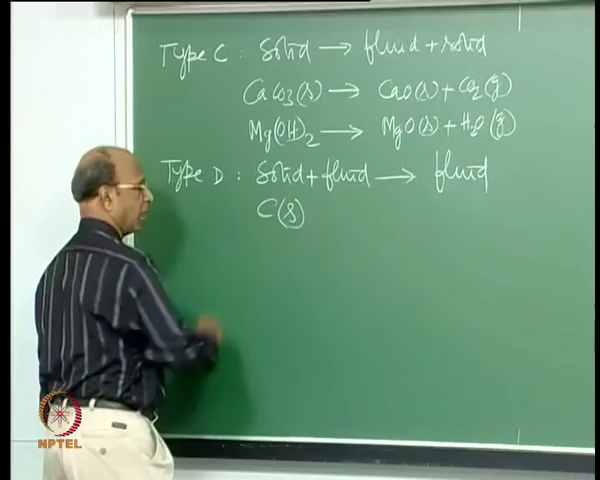 Type C : Solid → fluid + solid
CaCO3(s) → CaO(s) + CO2(g)
Mg(OH)2 → MgO(s) + H2O(g)
Type D : Solid + fluid → fluid
C(s)
NPTEL